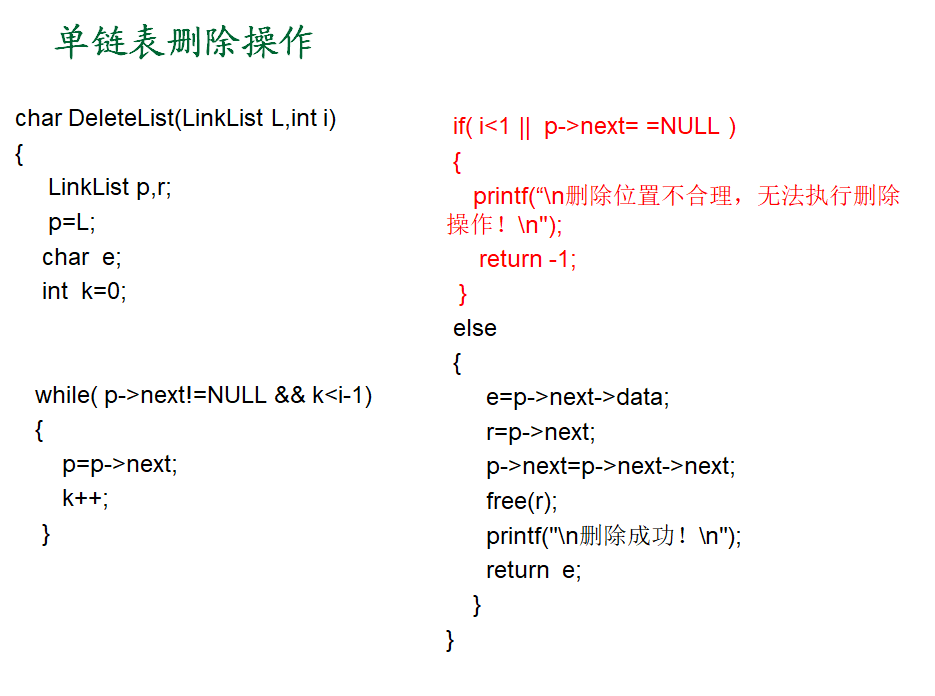 单链表删除操作
char DeleteList(LinkList L,int i)
{
LinkList p,r;
p=L;
char e;
int k=0;
while( p->next!=NULL && k<i-1)
{
p=p->next;
k++;
}
if( i<1 || p->next= =NULL )
{
printf(“\n删除位置不合理，无法执行删除
操作！\n");
return -1;
}
else
{
e=p->next->data;
r=p->next;
p->next=p->next->next;
free(r);
printf("\n删除成功！\n");
return e;
}
}